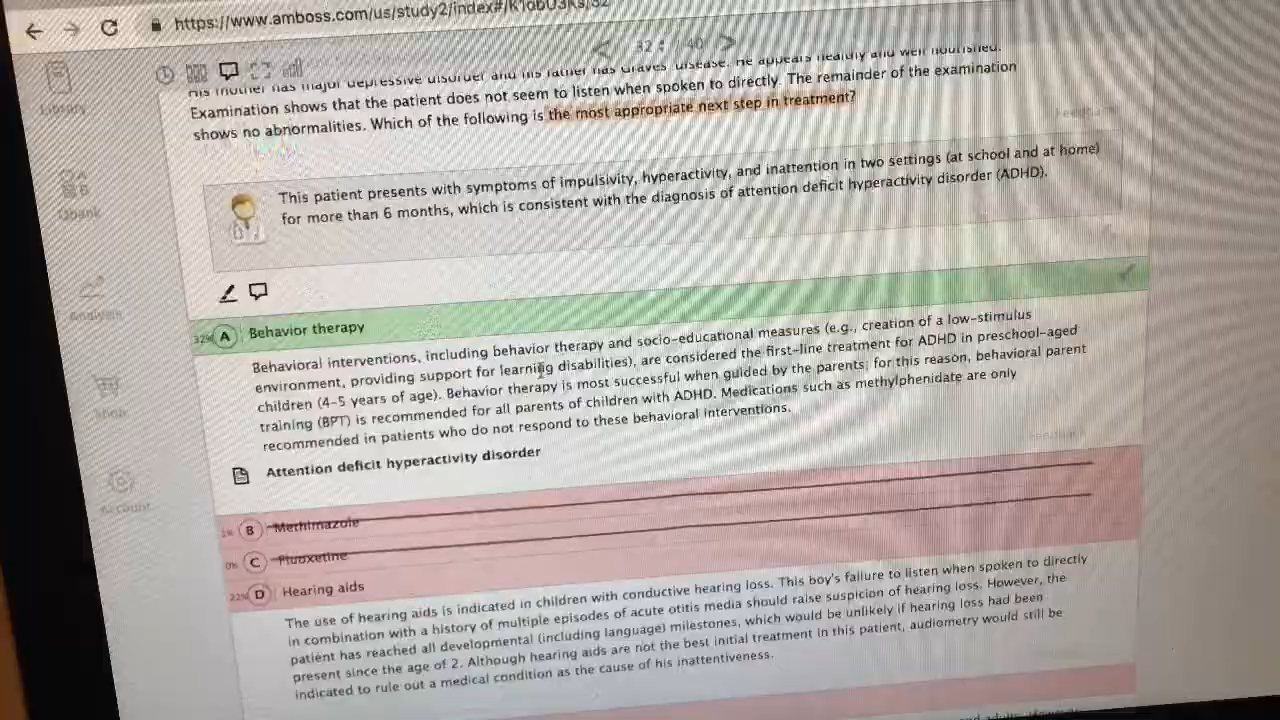 https://www.amboss.com/us/study2/index#/
32 / 40
His mother has major depressive disorder and his father has Graves disease. He appears healthy and well nourished.
Examination shows that the patient does not seem to listen when spoken to directly. The remainder of the examination
shows no abnormalities. Which of the following is the most appropriate next step in treatment?
Feedback
Library
Qbank
Analysis
Shop
Account
This patient presents with symptoms of impulsivity, hyperactivity, and inattention in two settings (at school and at home)
for more than 6 months, which is consistent with the diagnosis of attention deficit hyperactivity disorder (ADHD).
32% A Behavior therapy
Behavioral interventions, including behavior therapy and socio-educational measures (e.g., creation of a low-stimulus
environment, providing support for learning disabilities), are considered the first-line treatment for ADHD in preschool-aged
children (4-5 years of age). Behavior therapy is most successful when guided by the parents; for this reason, behavioral parent
training (BPT) is recommended for all parents of children with ADHD. Medications such as methylphenidate are only
recommended in patients who do not respond to these behavioral interventions.
Feedback
Attention deficit hyperactivity disorder
B Methimazole
0% C Fluoxetine
22% D Hearing aids
The use of hearing aids is indicated in children with conductive hearing loss. This boy's failure to listen when spoken to directly
in combination with a history of multiple episodes of acute otitis media should raise suspicion of hearing loss. However, the
patient has reached all developmental (including language) milestones, which would be unlikely if hearing loss had been
present since the age of 2. Although hearing aids are not the best initial treatment in this patient, audiometry would still be
indicated to rule out a medical condition as the cause of his inattentiveness.